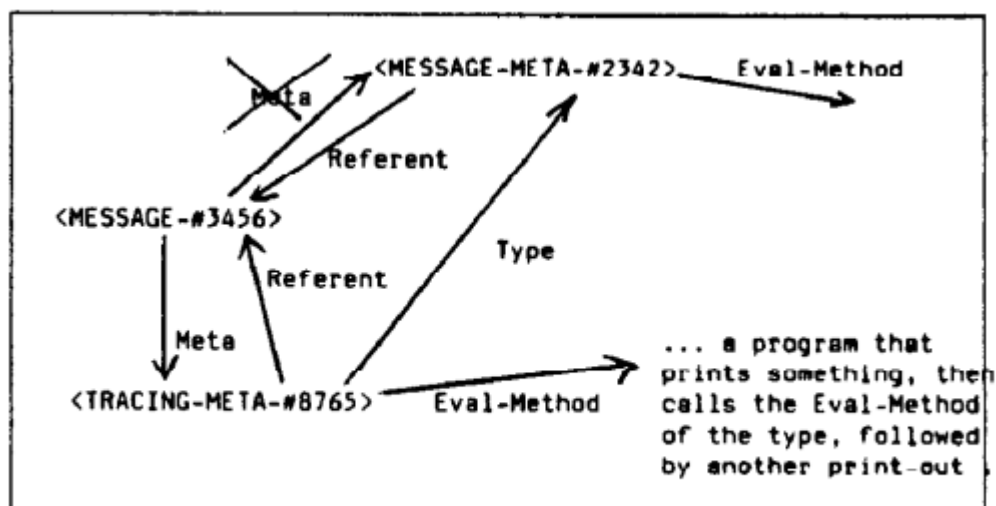 <MESSAGE-META-#2342>
Eval-Method
Meta
Referent
<MESSAGE-#3456>
Type
Referent
Meta
... a program that
prints something, then
<TRACING-META-#8765>
Eval-Method
calls the Eval-Method
of the type, followed
by another print-out .